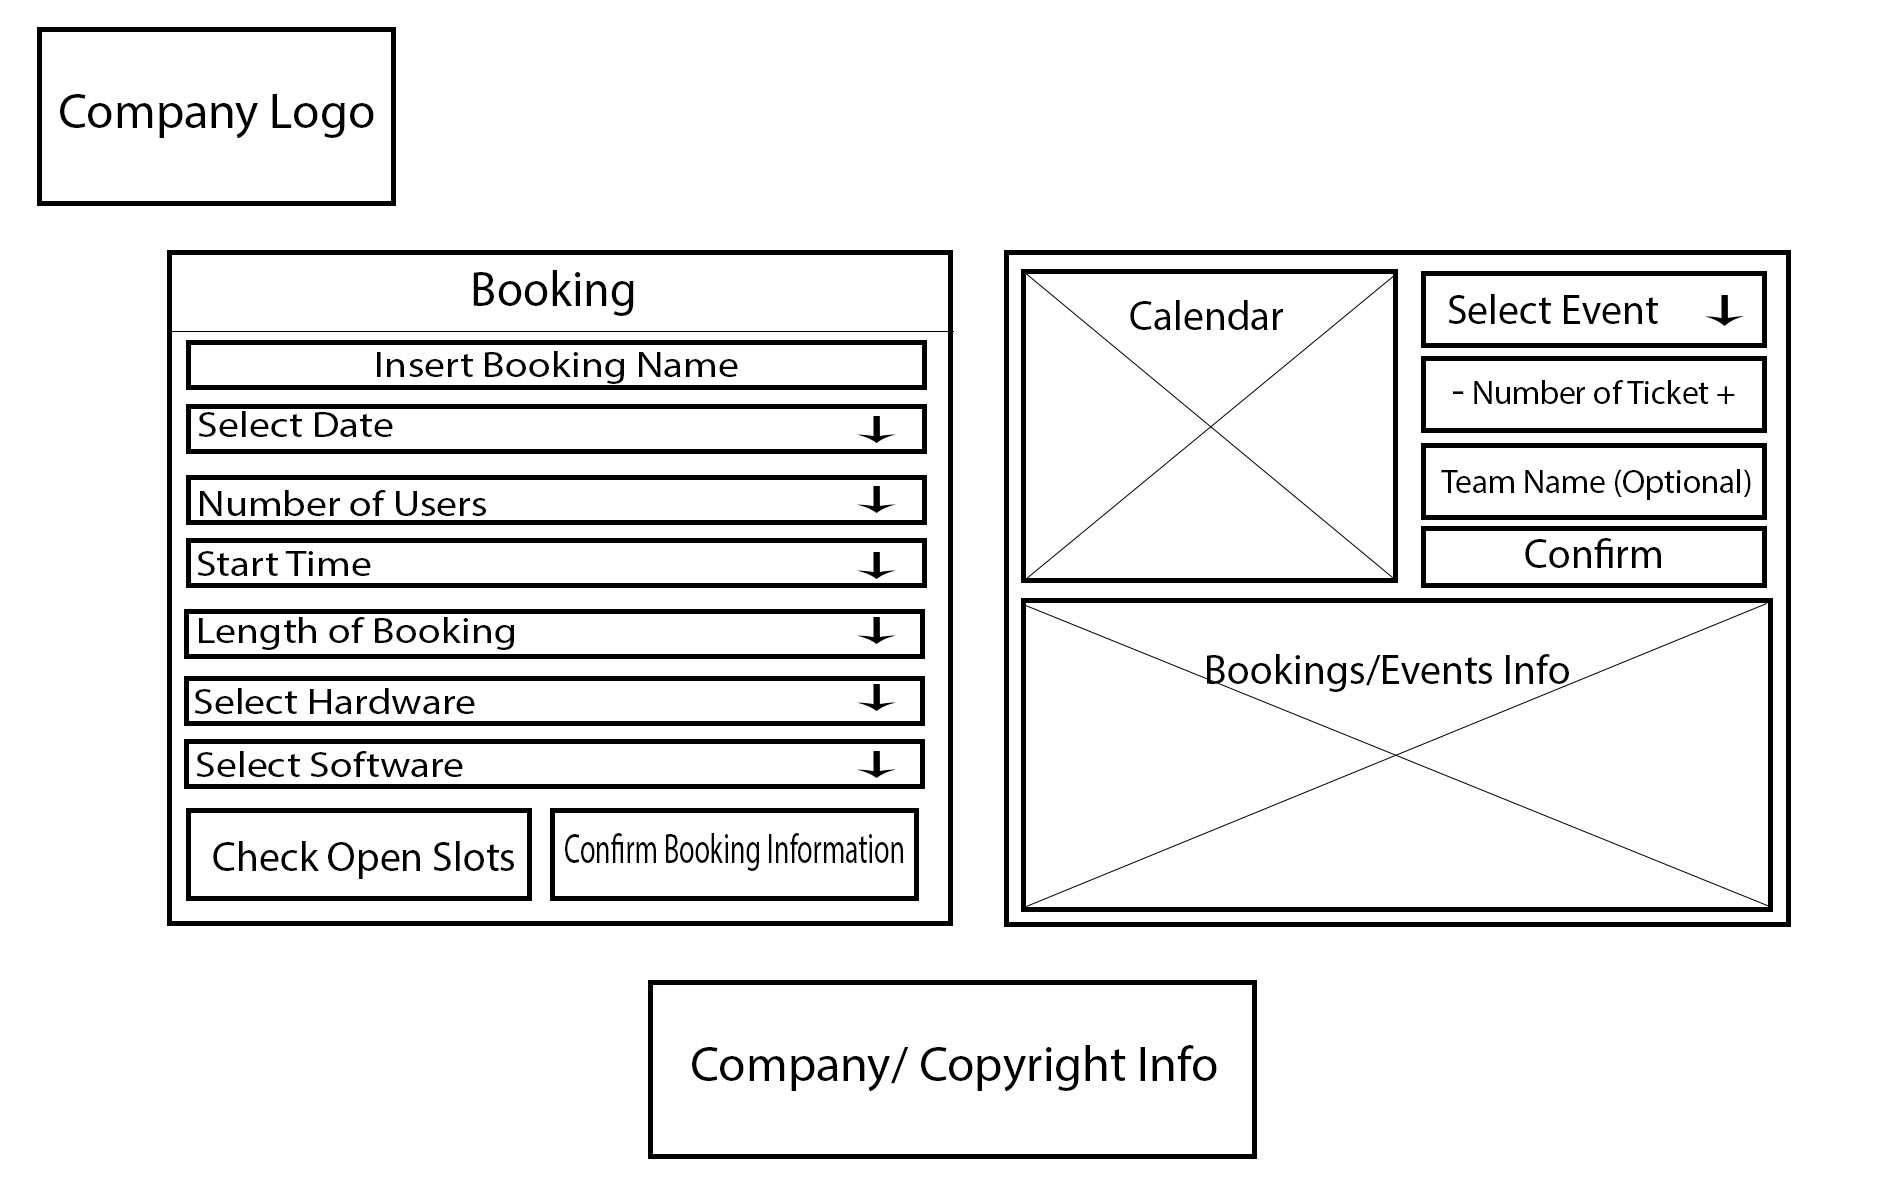 Company Logo
Booking
Insert Booking Name
Select Date
Number of Users
Start Time
Length of Booking
Select Hardware
Select Software
Check Open Slots
Confirm Booking Information
Calendar
Select Event
- Number of Ticket +
Team Name (Optional)
Confirm
Bookings/Events Info
Company/ Copyright Info